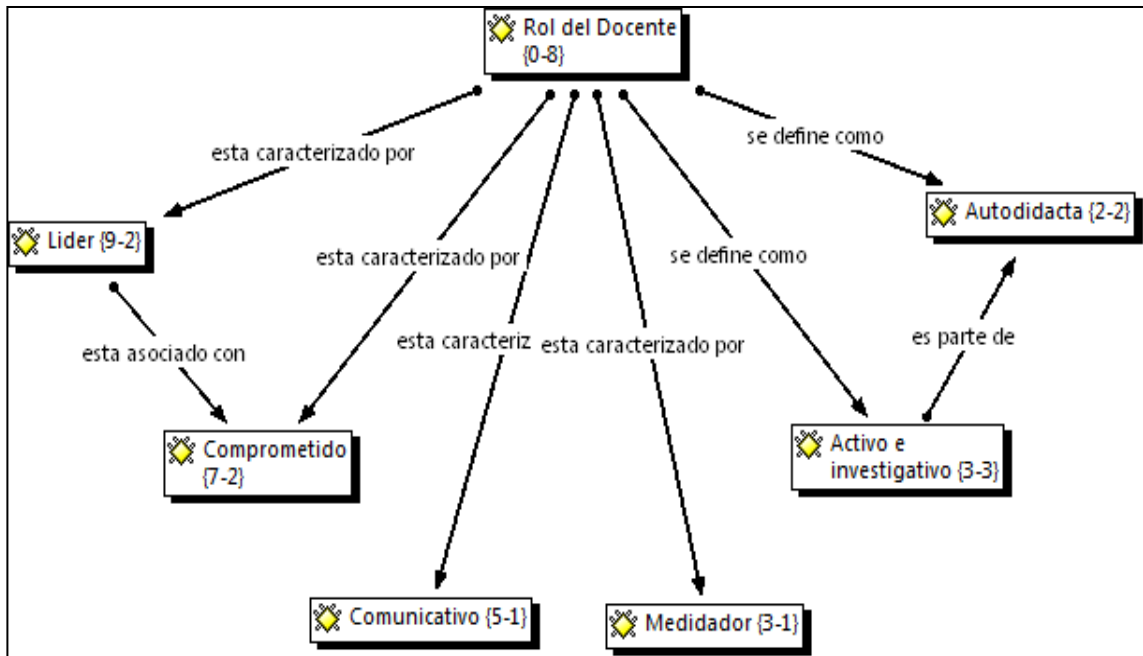 Rol del Docente
{0-8}
se define como
esta caracterizado por
Autodidacta {2-2}
Lider {9-2}
esta caracterizado por
se define como
esta asociado con
esta caracteriz
esta caracterizado por
es parte de
Comprometido
{7-2}
Activo e
investigativo {3-3}
Comunicativo {5-1}
Medidador {3-1}